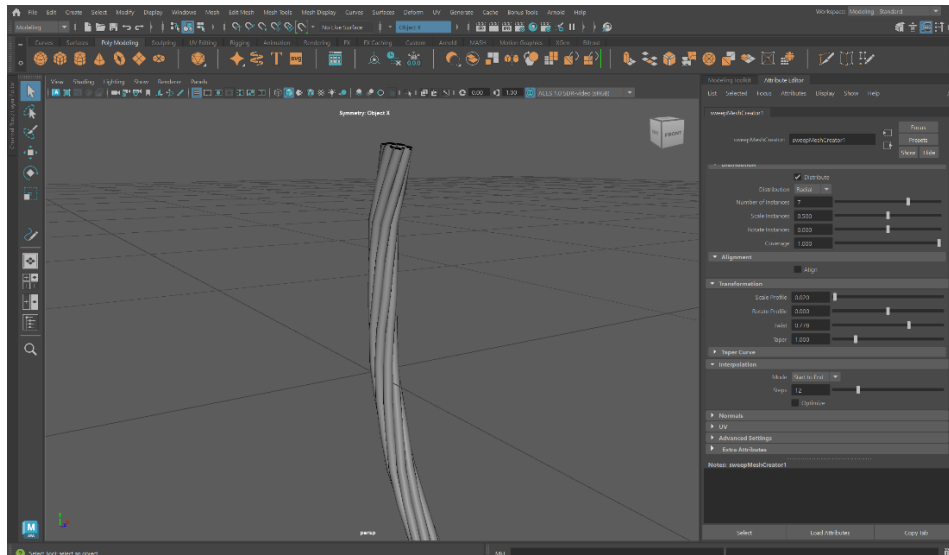 File Edit Create Select Modify Display Windows Mesh Edit Mesh Mesh Tools Mesh Display Curves Surfaces Deform UV Generate Cache Bonus Tools Arnold Help
Workspace: Modeling - Standard
Modeling
No Live Surface
Object X
Curves Surfaces Poly Modeling Sculpting UV Editing Rigging Animation Rendering FX FX Caching Custom Arnold MASH Motion Graphics XGen Bifrost
View Shading Lighting Show Renderer Panels
0.00
1.00
ACES 1.0 SDR-video (sRGB)
Symmetry: Object X
FRONT
persp
Modeling Toolkit Attribute Editor
List Selected Focus Attributes Display Show Help
sweepMeshCreator1
sweepMeshCreator: sweepMeshCreator1
Focus
Presets
Show Hide
Distribution
Distribute
Distribution Radial
Number of Instances 7
Scale Instances 0.500
Rotate Instances 0.000
Coverage 1.000
Alignment
Align
Transformation
Scale Profile
Rotate Profile 0.000
Twist 0.770
Taper 1.000
Taper Curve
Interpolation
Mode Start to End
Steps 12
Optimize
Normals
UV
Advanced Settings
Extra Attributes
Notes: sweepMeshCreator1
Select Load Attributes Copy Tab
M
Select Tool: select an object
MEL